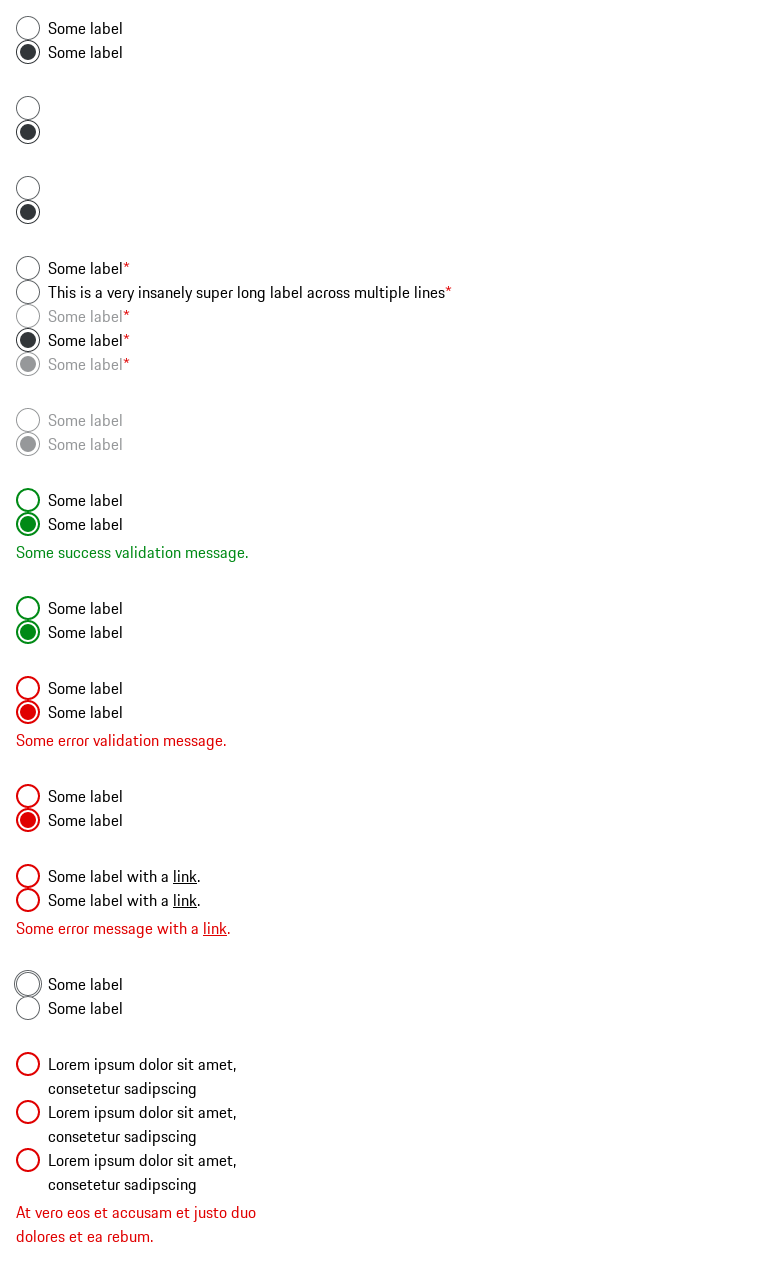 Some label
Some label
Some label*
This is a very insanely super long label across multiple lines*
Some label*
Some label*
Some label*
Some label
Some label
Some label
Some label
Some success validation message.
Some label
Some label
Some label
Some label
Some error validation message.
Some label
Some label
Some label with a link.
Some label with a link.
Some error message with a link.
Some label
Some label
Lorem ipsum dolor sit amet,
consetetur sadipscing
Lorem ipsum dolor sit amet,
consetetur sadipscing
Lorem ipsum dolor sit amet,
consetetur sadipscing
At vero eos et accusam et justo duo
dolores et ea rebum.